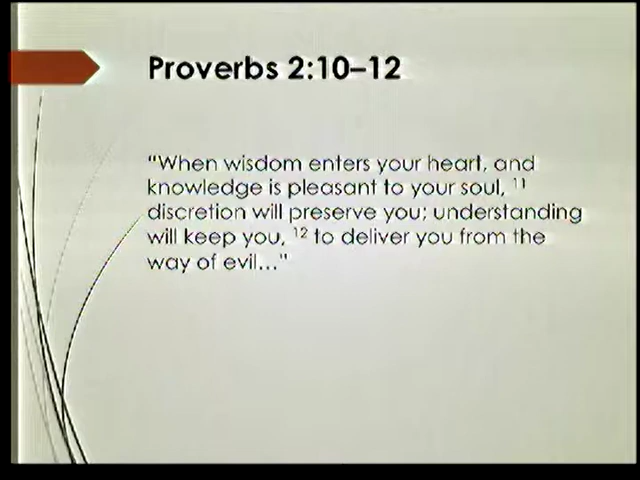 Proverbs 2:10–12
“When wisdom enters your heart, and
knowledge is pleasant to your soul, 11
discretion will preserve you; understanding
will keep you, 12 to deliver you from the
way of evil…”